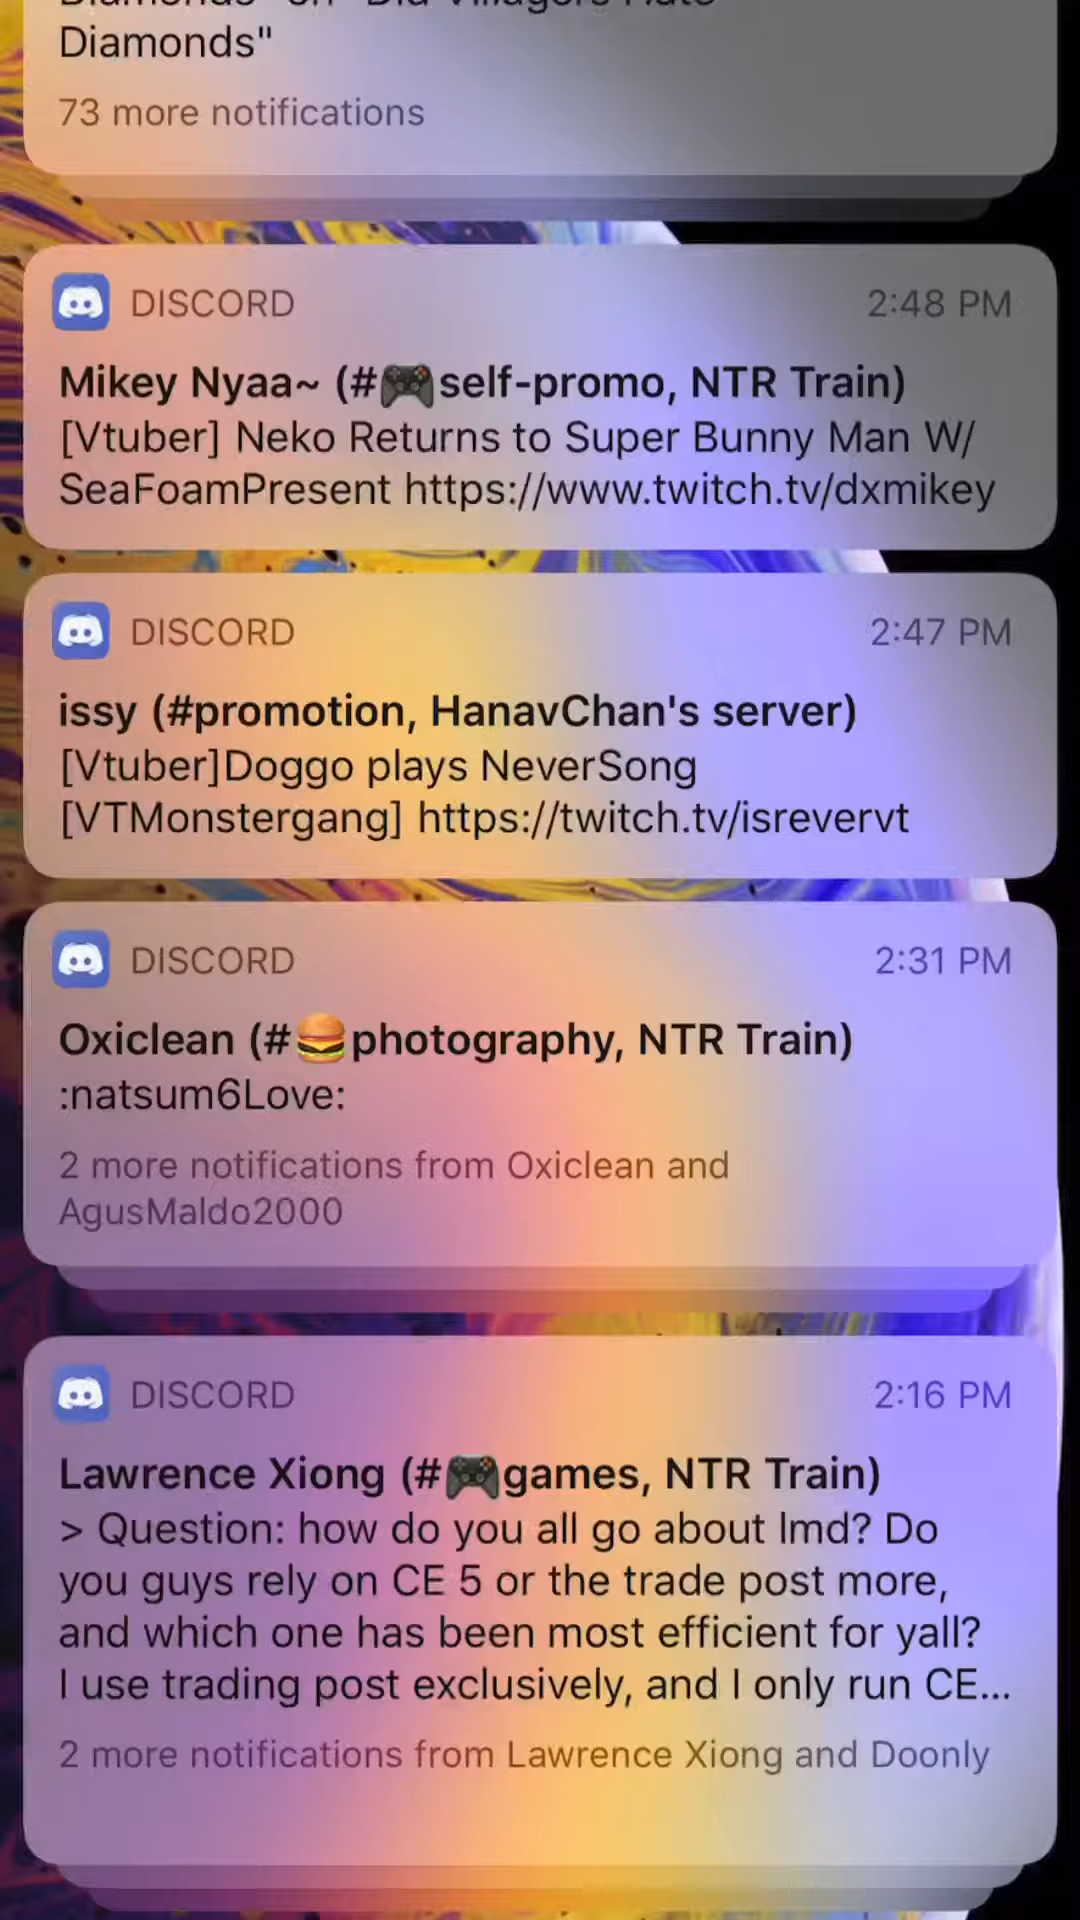 Diamonds" on "Did Villagers Hate
Diamonds"
73 more notifications
DISCORD
2:48 PM
Mikey Nyaa~ (#🎮self-promo, NTR Train)
[Vtuber] Neko Returns to Super Bunny Man W/
SeaFoamPresent https://www.twitch.tv/dxmikey
DISCORD
2:47 PM
issy (#promotion, HanavChan's server)
[Vtuber]Doggo plays NeverSong
[VTMonstergang] https://twitch.tv/isrevervt
DISCORD
2:31 PM
Oxiclean (#🍔photography, NTR Train)
:natsum6Love:
2 more notifications from Oxiclean and
AgusMaldo2000
DISCORD
2:16 PM
Lawrence Xiong (#🎮games, NTR Train)
> Question: how do you all go about lmd? Do
you guys rely on CE 5 or the trade post more,
and which one has been most efficient for yall?
I use trading post exclusively, and I only run CE...
2 more notifications from Lawrence Xiong and Doonly